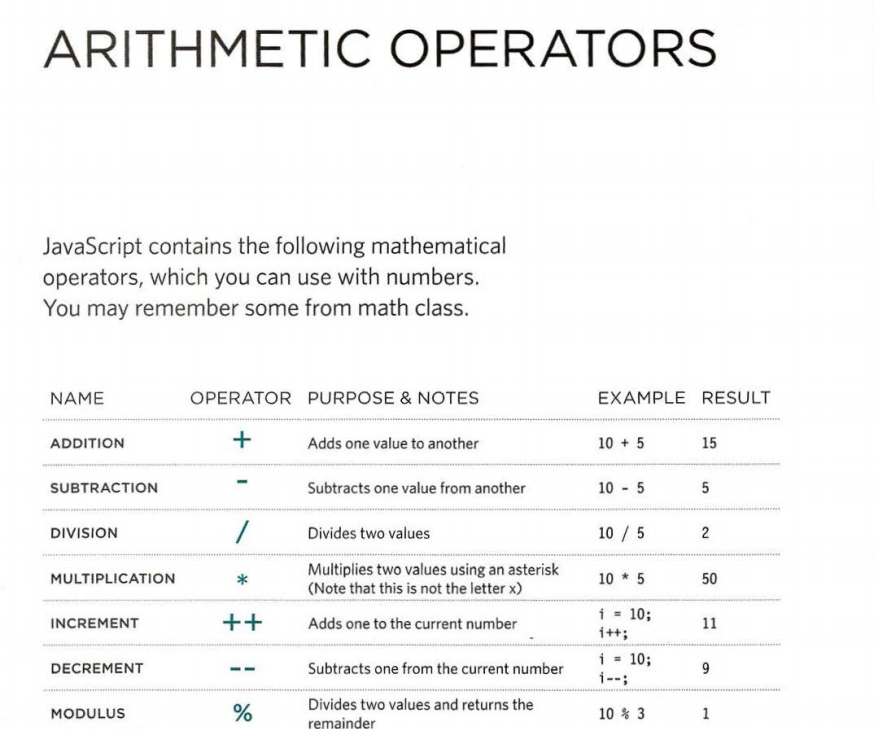 ARITHMETIC OPERATORS
JavaScript contains the following mathematical
operators, which you can use with numbers.
You may remember some from math class.
NAME OPERATOR PURPOSE & NOTES EXAMPLE RESULT
ADDITION + Adds one value to another 10 + 5 15
SUBTRACTION - Subtracts one value from another 10 - 5 5
DIVISION / Divides two values 10 / 5 2
MULTIPLICATION * Multiplies two values using an asterisk
(Note that this is not the letter x) 10 * 5 50
INCREMENT ++ Adds one to the current number i = 10;
i++; 11
DECREMENT -- Subtracts one from the current number i = 10;
i--; 9
MODULUS % Divides two values and returns the
remainder 10 % 3 1